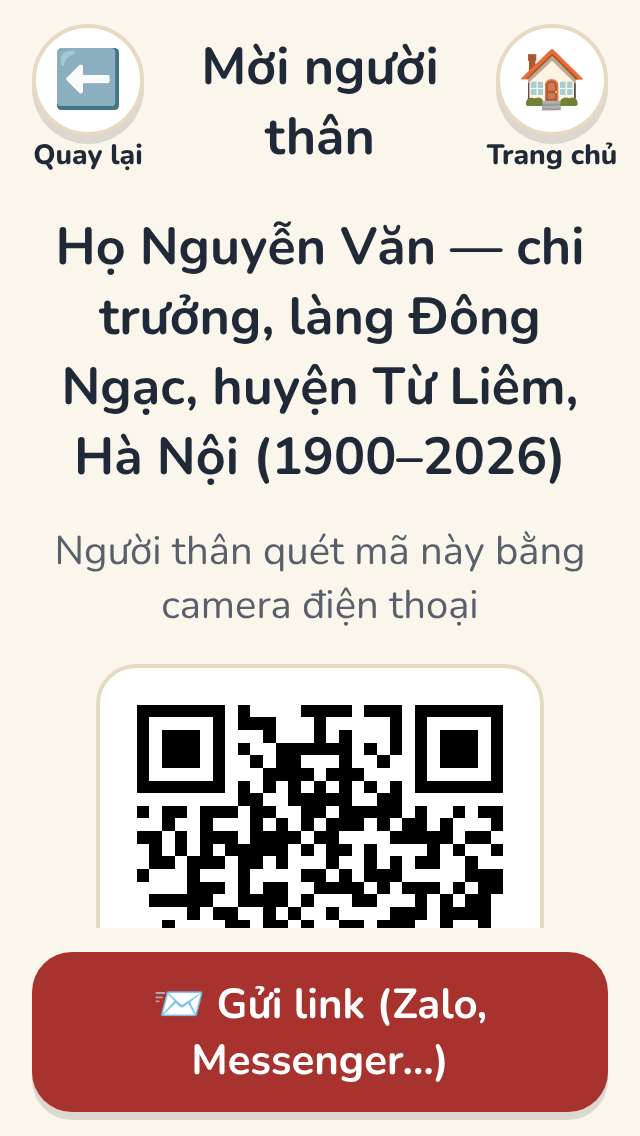 Mời người
thân
Quay lại
Trang chủ
Họ Nguyễn Văn — chi
trưởng, làng Đông
Ngạc, huyện Từ Liêm,
Hà Nội (1900–2026)
Người thân quét mã này bằng
camera điện thoại
Gửi link (Zalo,
Messenger...)